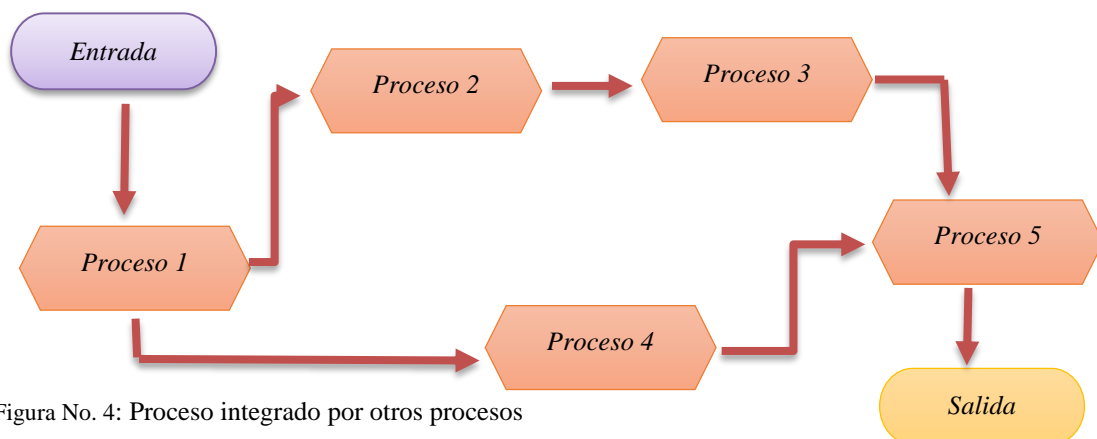 Entrada
Proceso 2
Proceso 3
Proceso 1
Proceso 5
Proceso 4
Salida
Figura No. 4: Proceso integrado por otros procesos